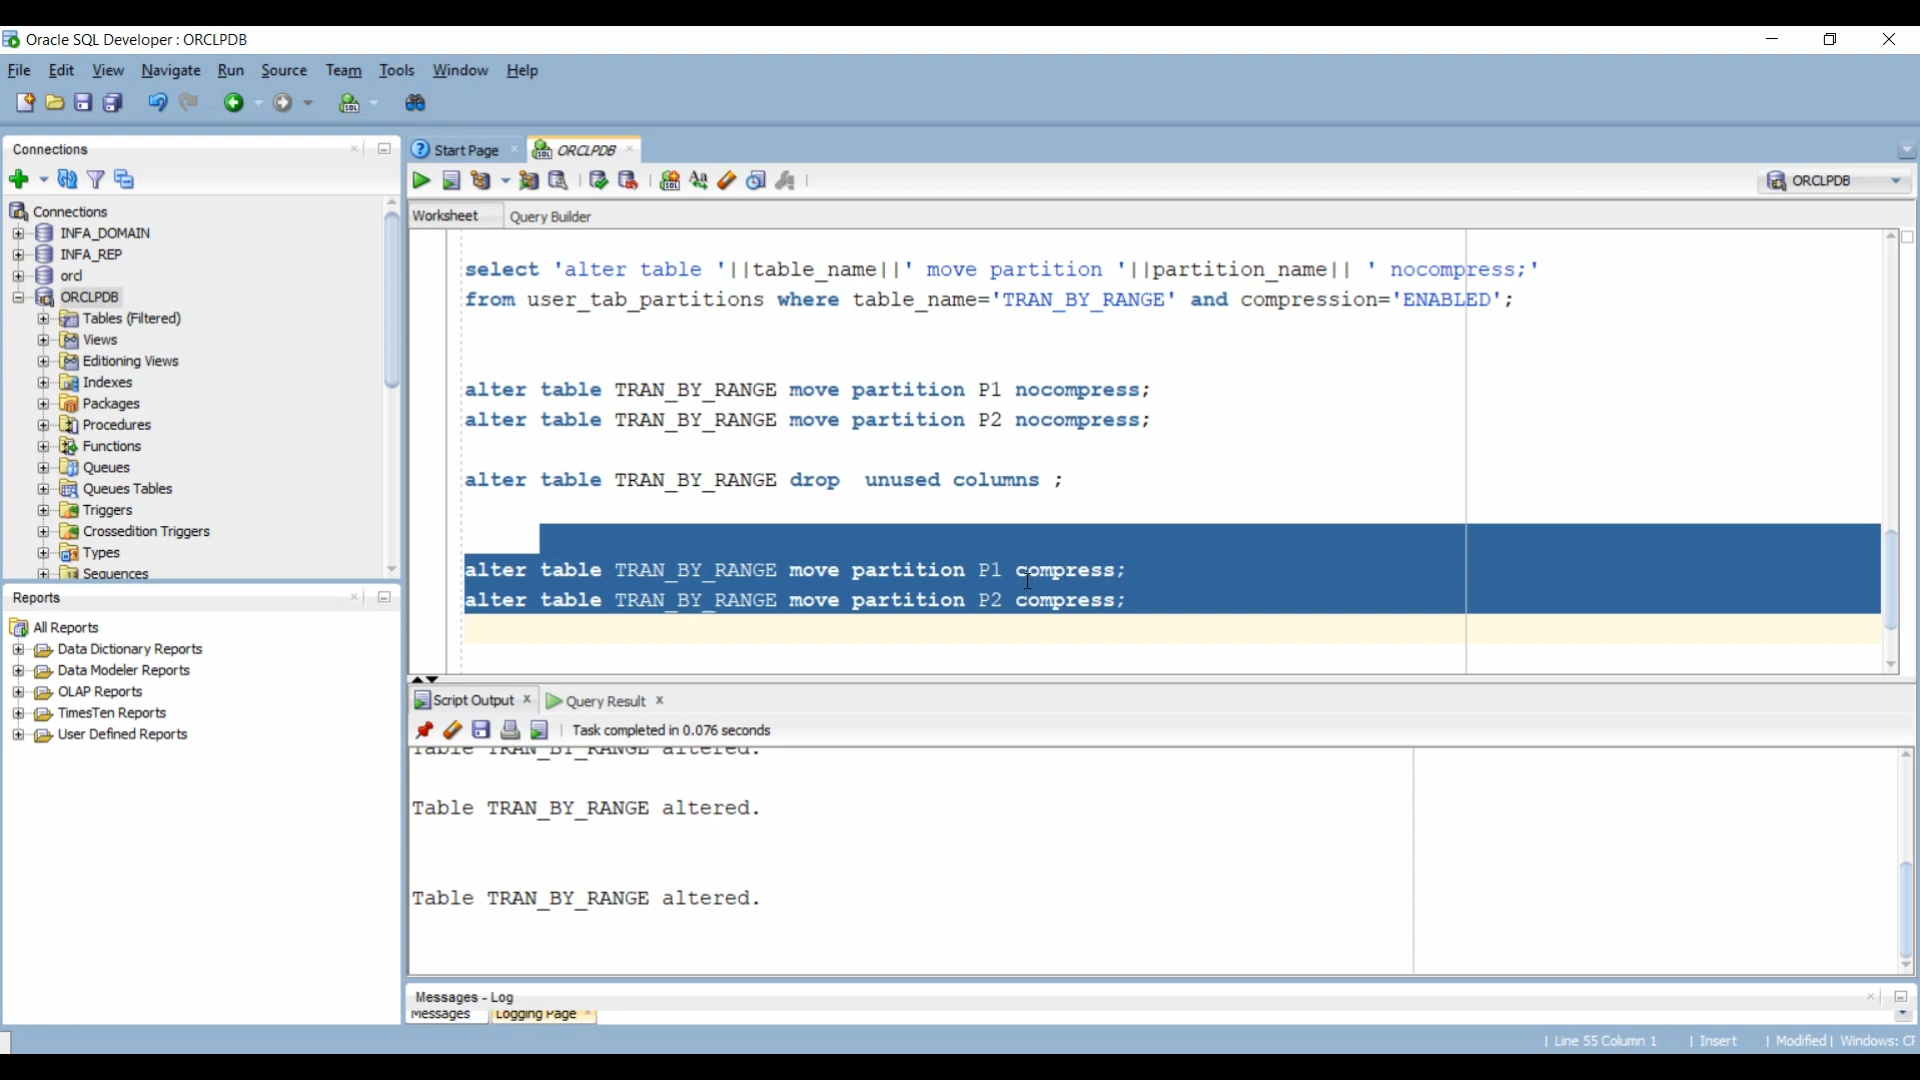 Oracle SQL Developer : ORCLPDB
File Edit View Navigate Run Source Team Tools Window Help
Connections
Start Page
ORCLPDB
ORCLPDB
Worksheet Query Builder
Connections
INFA_DOMAIN
INFA_REP
orcl
ORCLPDB
Tables (Filtered)
Views
Editioning Views
Indexes
Packages
Procedures
Functions
Queues
Queues Tables
Triggers
Crossedition Triggers
Types
Sequences
select 'alter table '||table_name||' move partition '||partition_name|| ' nocompress;'
from user_tab_partitions where table_name='TRAN_BY_RANGE' and compression='ENABLED';
alter table TRAN_BY_RANGE move partition P1 nocompress;
alter table TRAN_BY_RANGE move partition P2 nocompress;
alter table TRAN_BY_RANGE drop  unused columns ;
alter table TRAN_BY_RANGE move partition P1 compress;
alter table TRAN_BY_RANGE move partition P2 compress;
Reports
All Reports
Data Dictionary Reports
Data Modeler Reports
OLAP Reports
TimesTen Reports
User Defined Reports
Script Output
Query Result
Task completed in 0.076 seconds
Table TRAN_BY_RANGE altered.
Table TRAN_BY_RANGE altered.
Table TRAN_BY_RANGE altered.
Messages - Log
Messages Logging Page
Line 55 Column 1 | Insert | Modified | Windows: